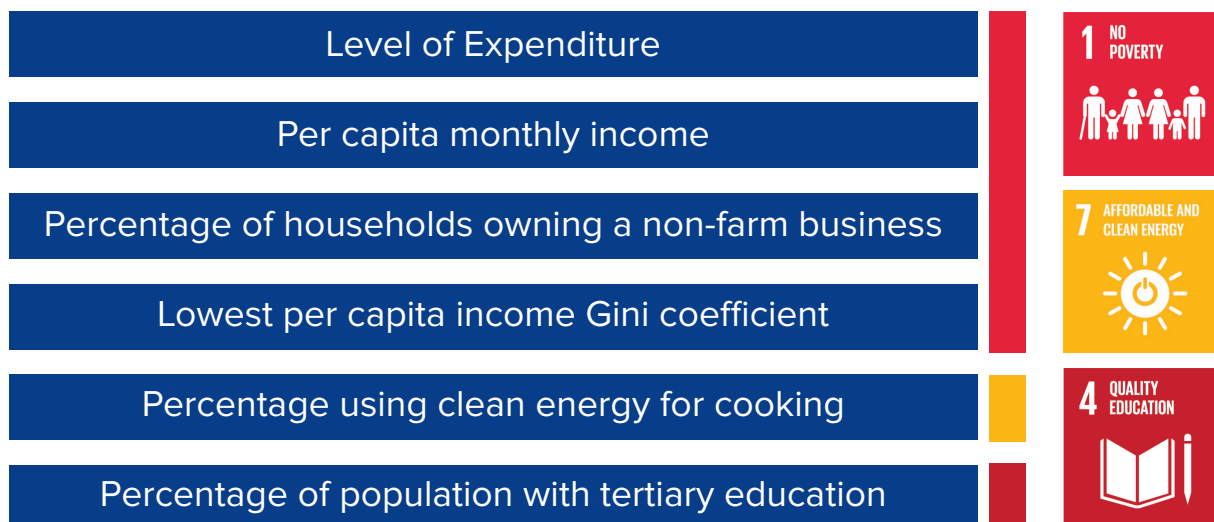 Level of Expenditure
Per capita monthly income
Percentage of households owning a non-farm business
Lowest per capita income Gini coefficient
Percentage using clean energy for cooking
Percentage of population with tertiary education
1 NO
POVERTY
7 AFFORDABLE AND
CLEAN ENERGY
4 QUALITY
EDUCATION